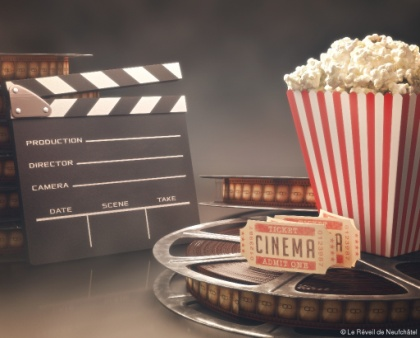 PRODUCTION
DIRECTOR
CAMERA
DATE SCENE TAKE
TICKET
CINEMA
ADMIT ONE
R
© Le Réveil de Neufchâtel